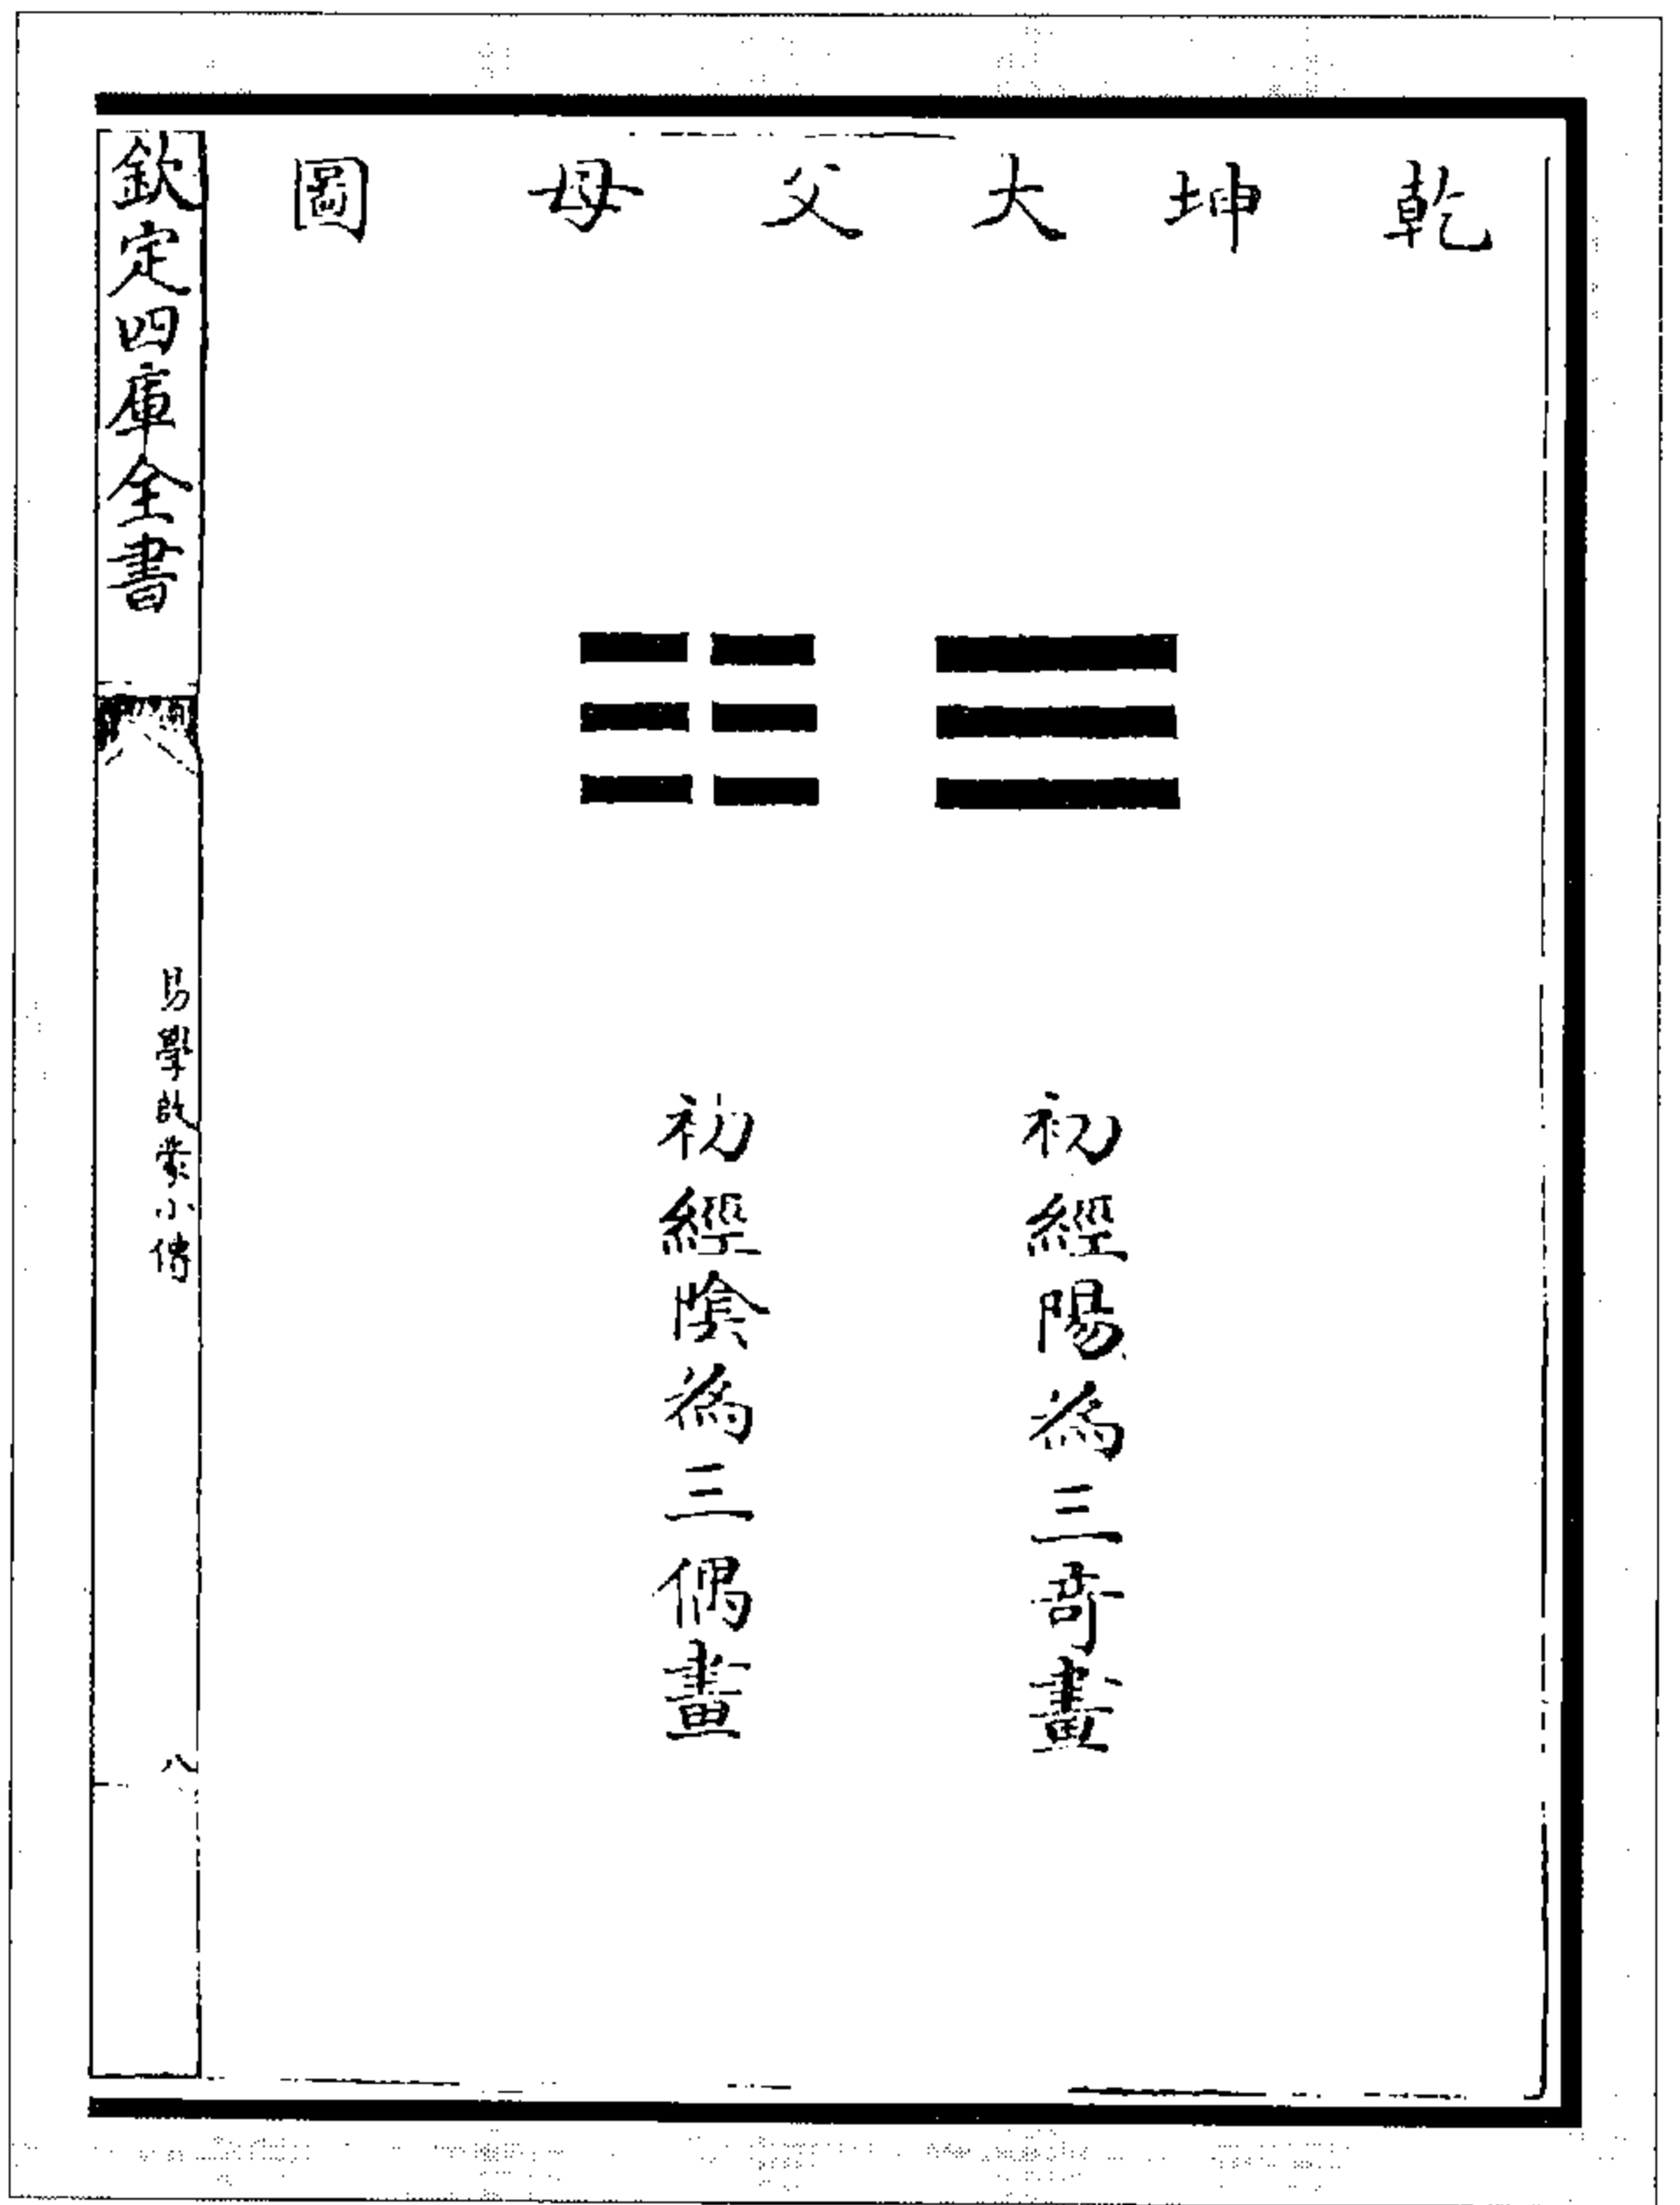 乾坤大父母圖
☰
初經陽為三奇畫
☷
初經陰為三偶畫
欽定四庫全書
易學啟蒙小傳
八